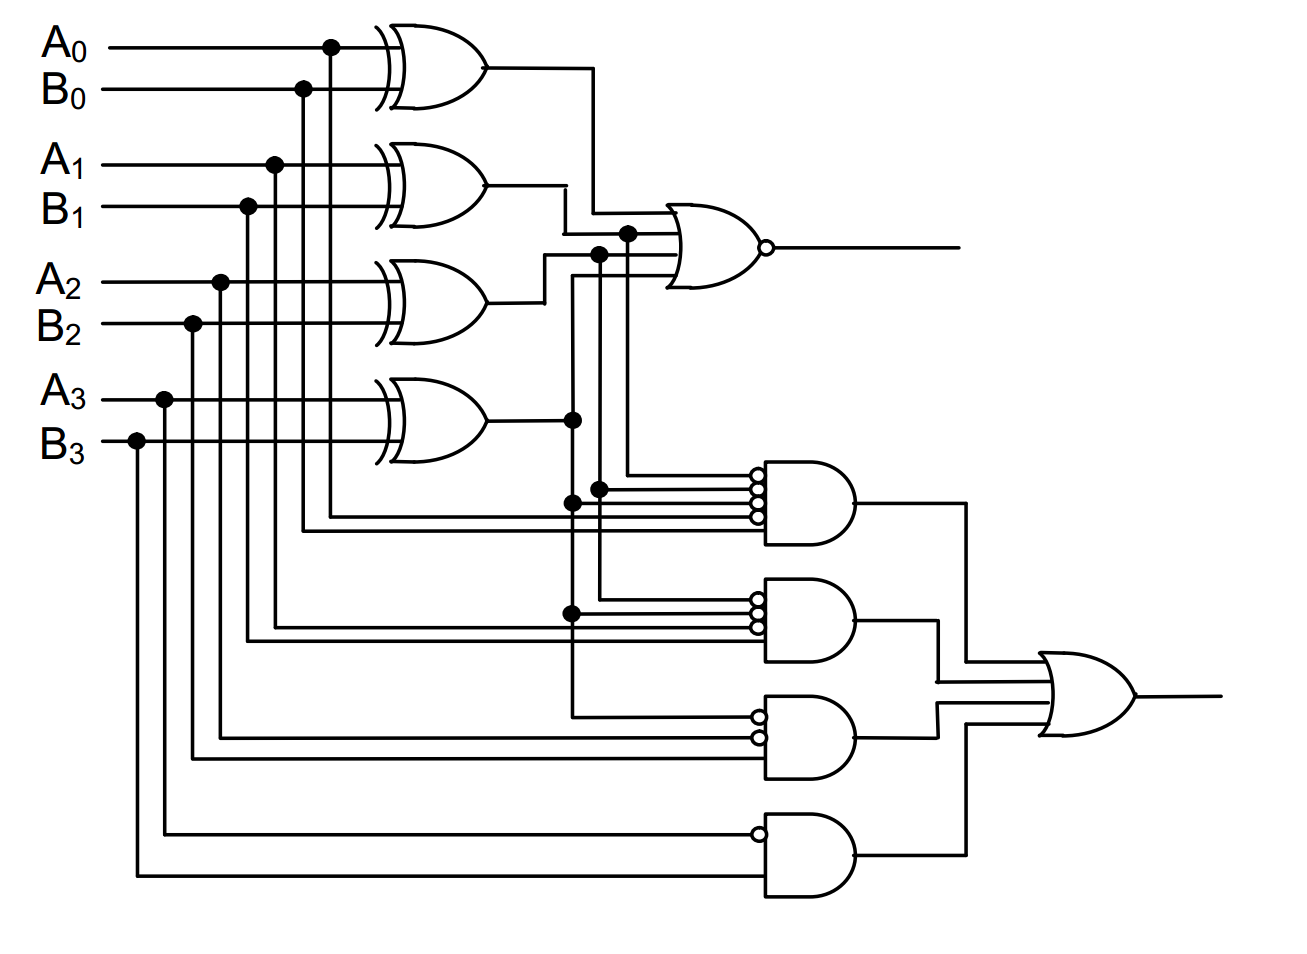 A₀
B₀
A₁
B₁
A₂
B₂
A₃
B₃